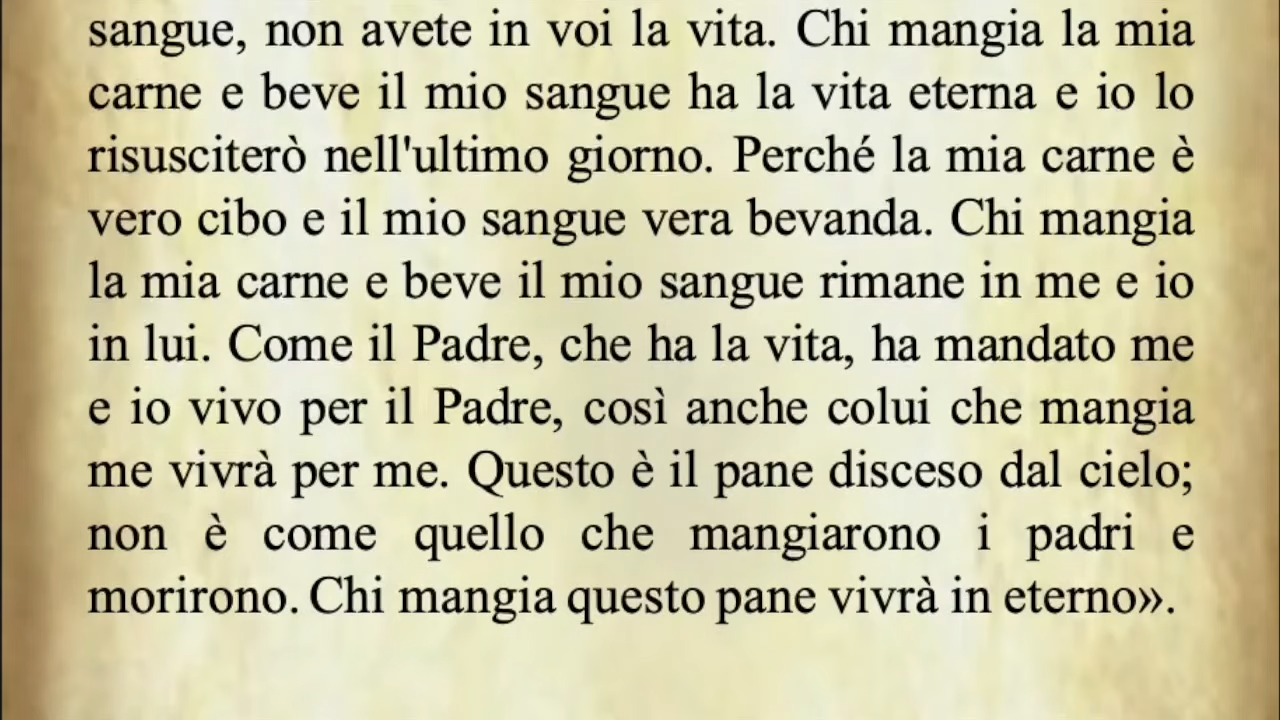 sangue, non avete in voi la vita. Chi mangia la mia
carne e beve il mio sangue ha la vita eterna e io lo
risusciterò nell'ultimo giorno. Perché la mia carne è
vero cibo e il mio sangue vera bevanda. Chi mangia
la mia carne e beve il mio sangue rimane in me e io
in lui. Come il Padre, che ha la vita, ha mandato me
e io vivo per il Padre, così anche colui che mangia
me vivrà per me. Questo è il pane disceso dal cielo;
non è come quello che mangiarono i padri e
morirono. Chi mangia questo pane vivrà in eterno».